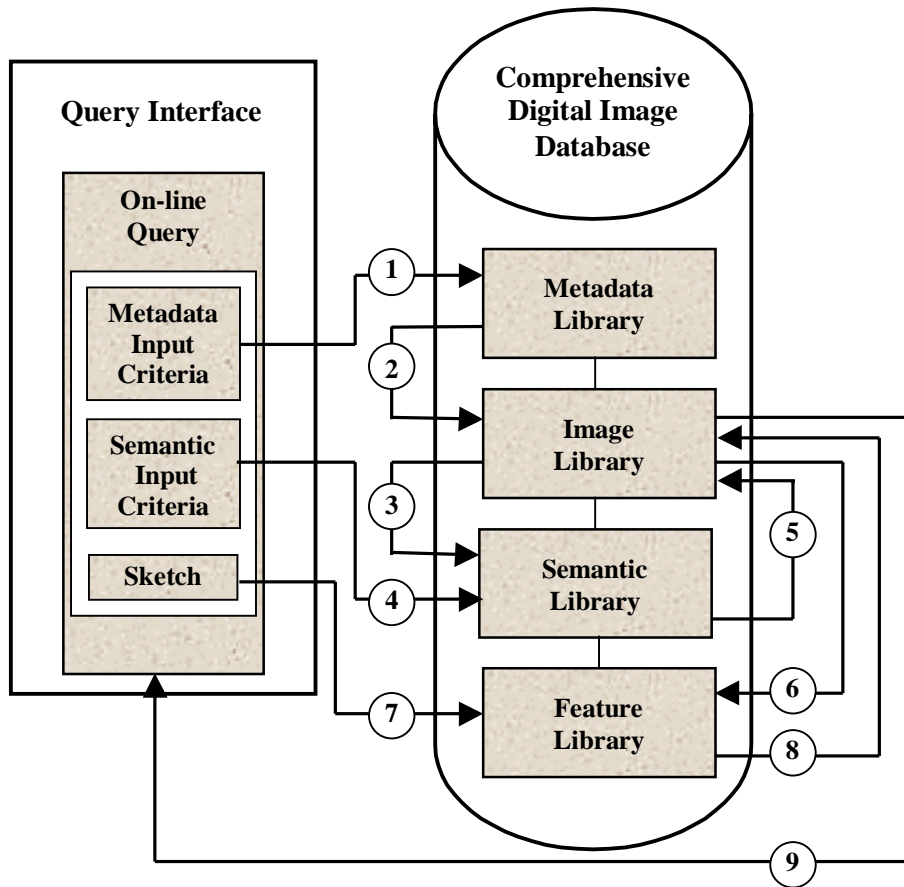 Query Interface
On-line
Query
Metadata
Input
Criteria
Semantic
Input
Criteria
Sketch
Comprehensive
Digital Image
Database
Metadata
Library
Image
Library
Semantic
Library
Feature
Library
1
2
3
4
5
6
7
8
9